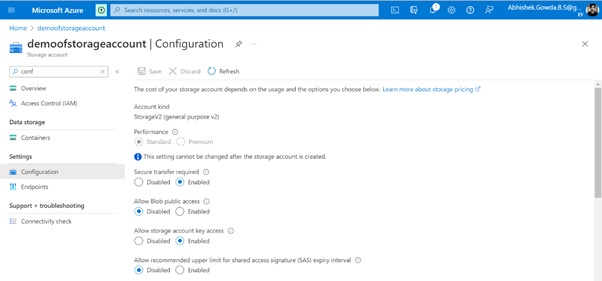 Microsoft Azure
Search resources, services, and docs (G+/)
1
Abhishek.Gowda.B.S@g...
EY
Home > demoofstorageaccount
demoofstorageaccount | Configuration
Storage account
conf
Save
Discard
Refresh
Overview
Access Control (IAM)
Data storage
Containers
Settings
Configuration
Endpoints
Support + troubleshooting
Connectivity check
The cost of your storage account depends on the usage and the options you choose below. Learn more about storage pricing
Account kind
StorageV2 (general purpose v2)
Performance
Standard Premium
This setting cannot be changed after the storage account is created.
Secure transfer required
Disabled Enabled
Allow Blob public access
Disabled Enabled
Allow storage account key access
Disabled Enabled
Allow recommended upper limit for shared access signature (SAS) expiry interval
Disabled Enabled